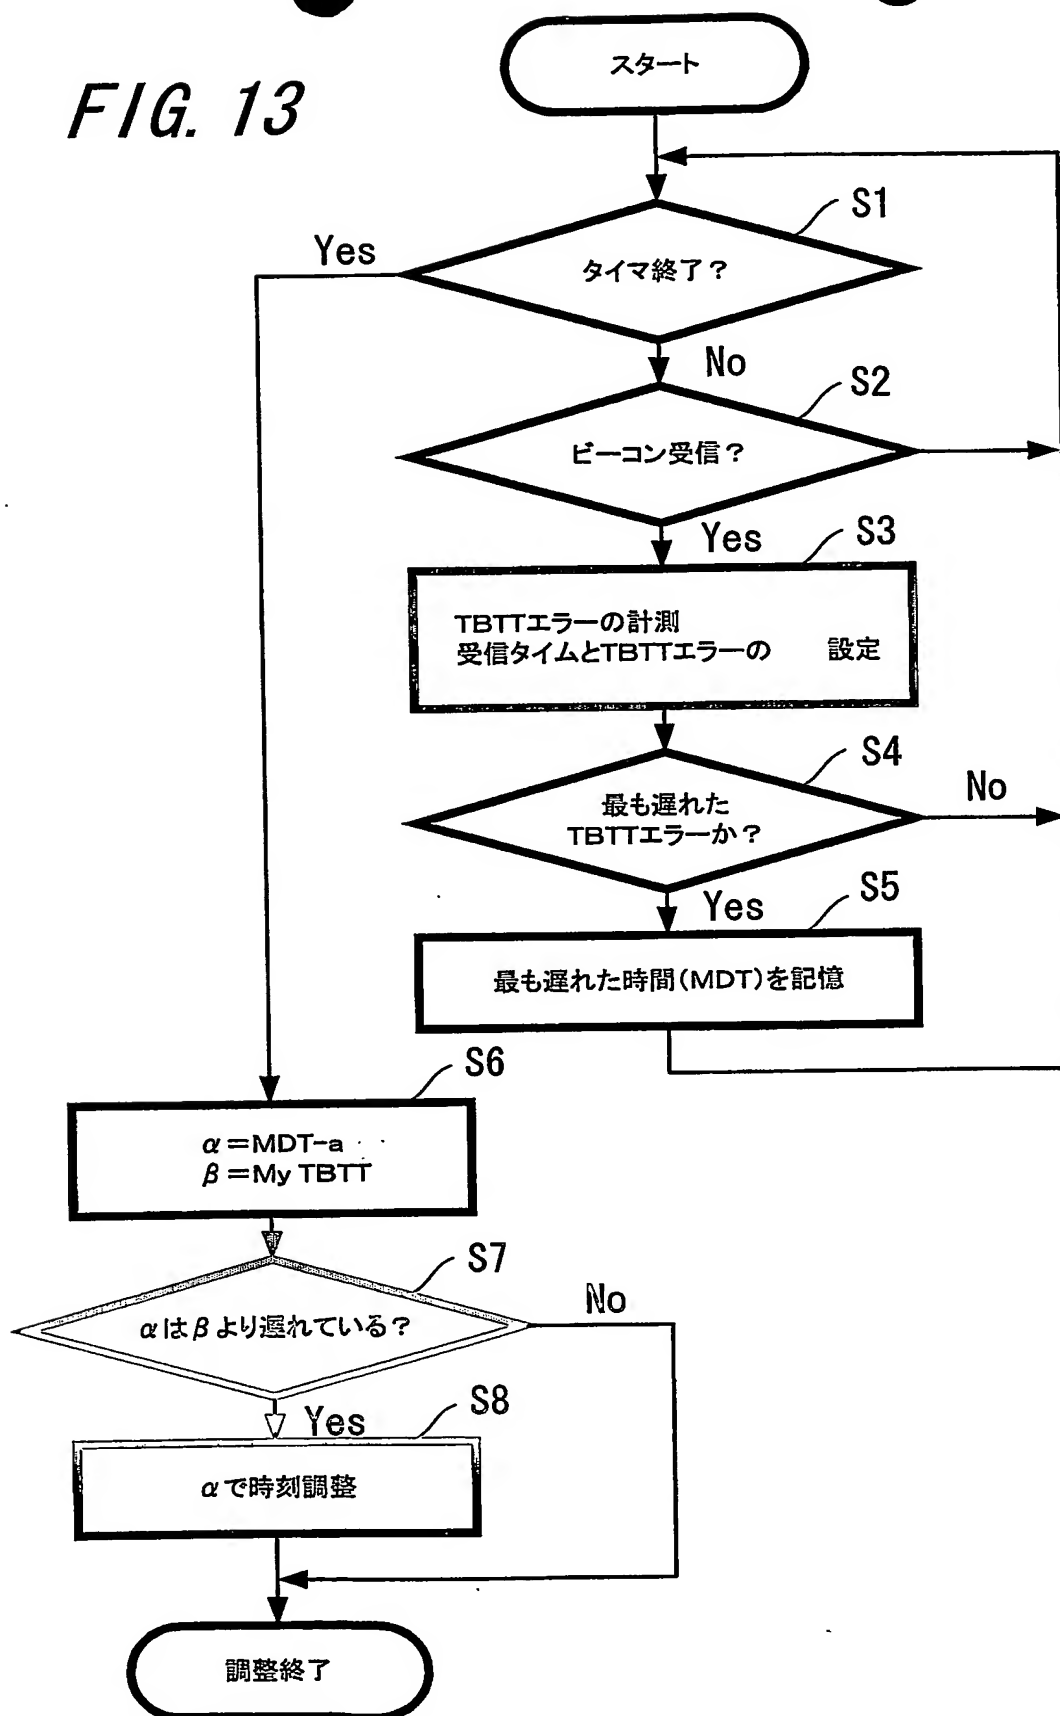 FIG. 13
スタート
S1
Yes
タイマ終了?
No
S2
ビーコン受信?
Yes
S3
TBTTエラーの計測
受信タイムとTBTTエラーの 設定
S4
No
最も遅れた
TBTTエラーか?
Yes
S5
最も遅れた時間(MDT)を記憶
S6
α=MDT-a
β=My TBTT
S7
No
αはβより遅れている?
Yes
S8
αで時刻調整
調整終了